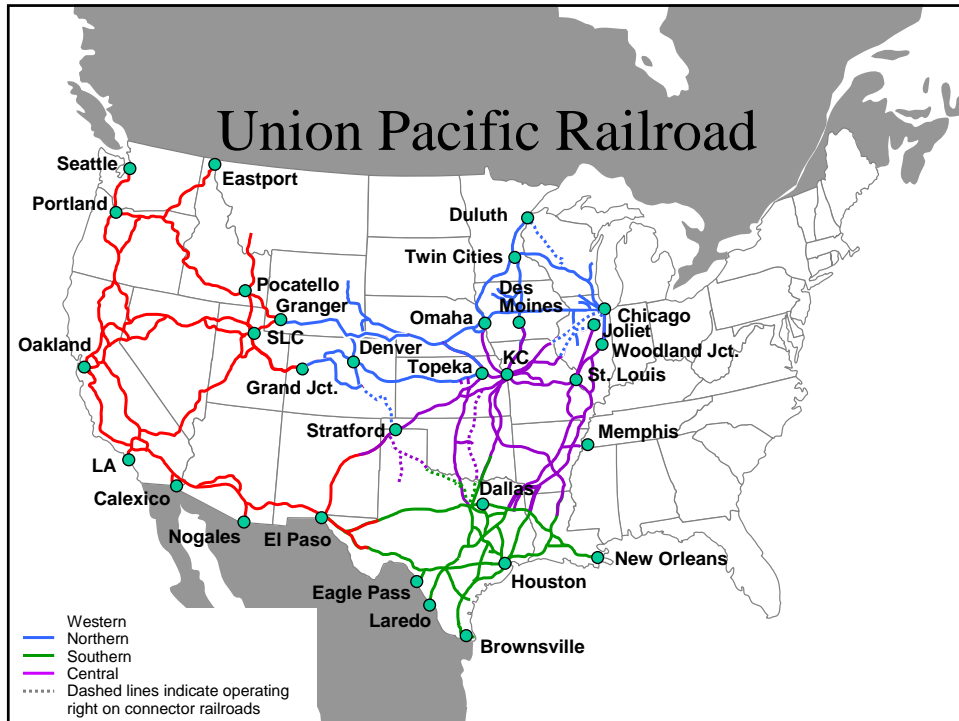 Union Pacific Railroad
Seattle
Eastport
Portland
Duluth
Twin Cities
Pocatello
Des
Moines
Granger
Omaha
Chicago
SLC
Joliet
Oakland
Denver
KC
Woodland Jct.
Topeka
St. Louis
Grand Jct.
Stratford
Memphis
LA
Dallas
Calexico
Nogales
El Paso
New Orleans
Houston
Eagle Pass
Laredo
Brownsville
Western
Northern
Southern
Central
Dashed lines indicate operating
right on connector railroads